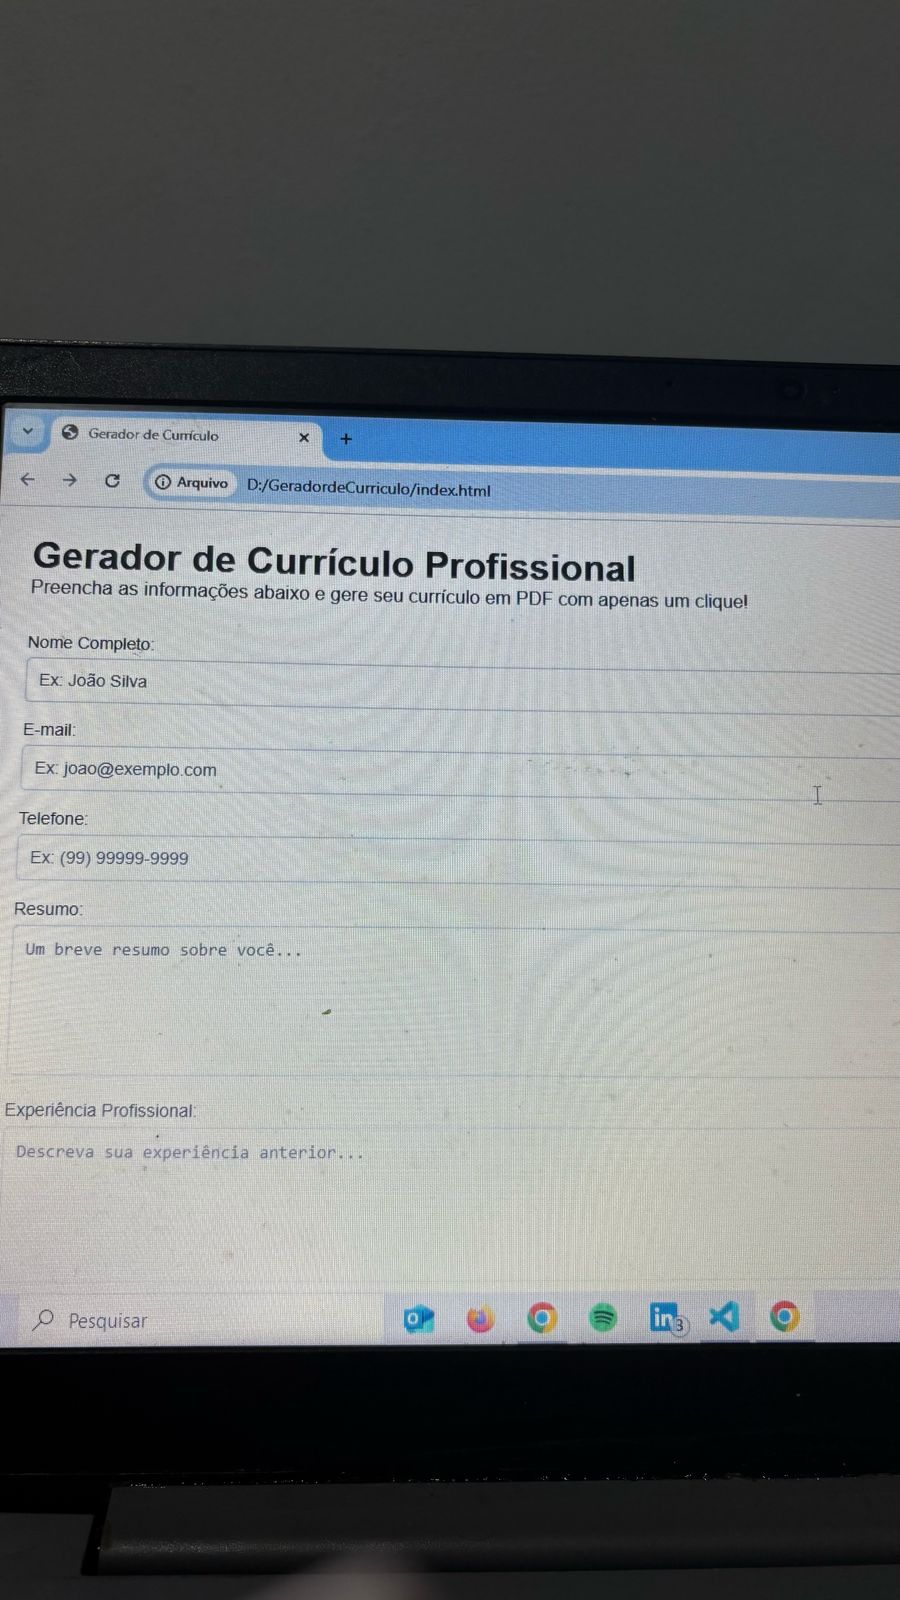 Gerador de Currículo
Arquivo D:/GeradordeCurriculo/index.html
Gerador de Currículo Profissional
Preencha as informações abaixo e gere seu currículo em PDF com apenas um clique!
Nome Completo:
Ex: João Silva
E-mail:
Ex: joao@exemplo.com
Telefone:
Ex: (99) 99999-9999
Resumo:
Um breve resumo sobre você...
Experiência Profissional:
Descreva sua experiência anterior...
Pesquisar
in 3